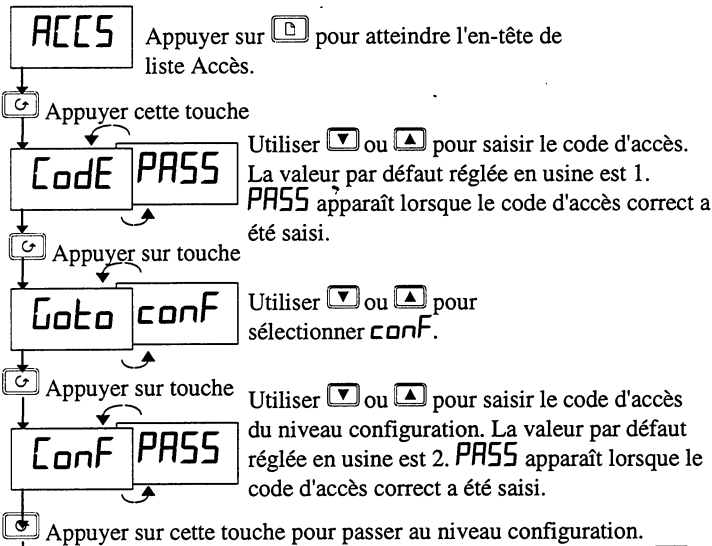 ACCS
Appuyer sur pour atteindre l'en-tête de
liste Accès.
Appuyer cette touche
CodE PASS
Utiliser ou pour saisir le code d'accès.
La valeur par défaut réglée en usine est 1.
PASS apparaît lorsque le code d'accès correct a
été saisi.
Appuyer sur touche
Goto conF
Utiliser ou pour
sélectionner conF.
Appuyer sur touche
ConF PASS
Utiliser ou pour saisir le code d'accès
du niveau configuration. La valeur par défaut
réglée en usine est 2. PASS apparaît lorsque le
code d'accès correct a été saisi.
Appuyer sur cette touche pour passer au niveau configuration.